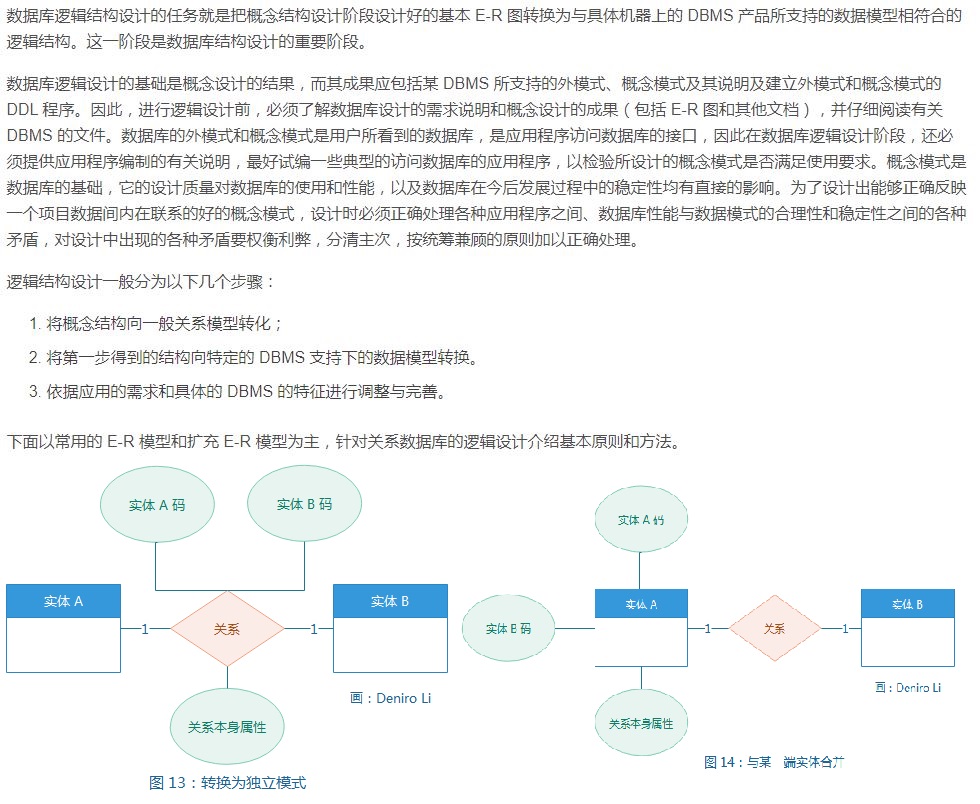 数据库逻辑结构设计的任务就是把概念结构设计阶段设计好的基本 E-R 图转换为与具体机器上的 DBMS 产品所支持的数据模型相符合的
逻辑结构。这一阶段是数据库结构设计的重要阶段。
数据库逻辑设计的基础是概念设计的结果，而其成果应包括某 DBMS 所支持的外模式、概念模式及其说明及建立外模式和概念模式的
DDL 程序。因此，进行逻辑设计前，必须了解数据库设计的需求说明和概念设计的成果（包括 E-R 图和其他文档），并仔细阅读有关
DBMS 的文件。数据库的外模式和概念模式是用户所看到的数据库，是应用程序访问数据库的接口，因此在数据库逻辑设计阶段，还必
须提供应用程序编制的有关说明，最好试编一些典型的访问数据库的应用程序，以检验所设计的概念模式是否满足使用要求。概念模式是
数据库的基础，它的设计质量对数据库的使用和性能，以及数据库在今后发展过程中的稳定性均有直接的影响。为了设计出能够正确反映
一个项目数据间内在联系的好的概念模式，设计时必须正确处理各种应用程序之间、数据库性能与数据模式的合理性和稳定性之间的各种
矛盾，对设计中出现的各种矛盾要权衡利弊，分清主次，按统筹兼顾的原则加以正确处理。
逻辑结构设计一般分为以下几个步骤：
1. 将概念结构向一般关系模型转化；
2. 将第一步得到的结构向特定的 DBMS 支持下的数据模型转换。
3. 依据应用的需求和具体的 DBMS 的特征进行调整与完善。
下面以常用的 E-R 模型和扩充 E-R 模型为主，针对关系数据库的逻辑设计介绍基本原则和方法。
实体 A 码
实体 B 码
实体 A
1
关系
1
实体 B
关系本身属性
画：Deniro Li
图 13：转换为独立模式
实体 A 码
实体 B 码
实体 A
1
关系
1
实体 B
关系本身属性
画：Deniro Li
图 14：与某 端实体合并